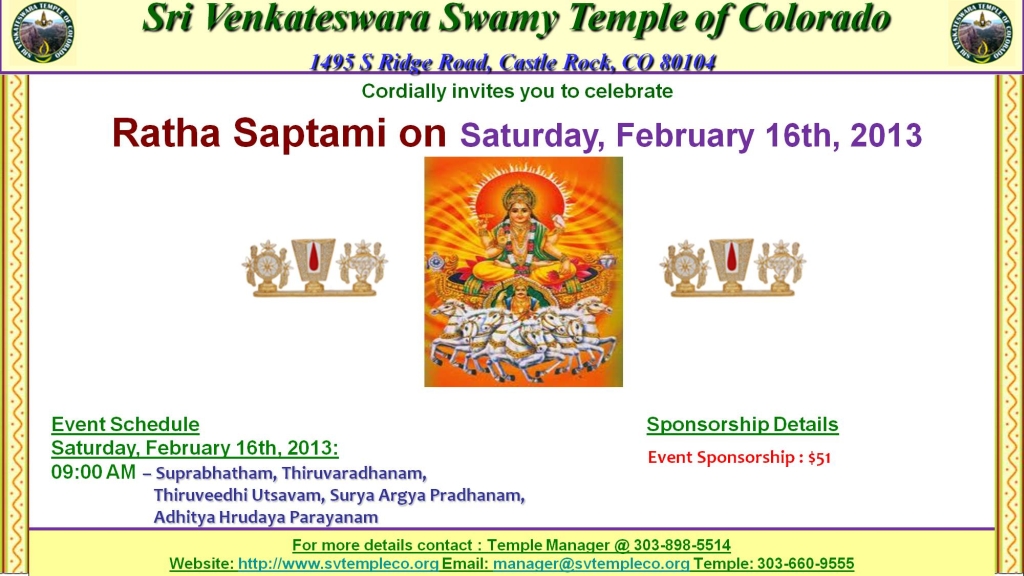 Sri Venkateswara Swamy Temple of Colorado
1495 S Ridge Road, Castle Rock, CO 80104
Cordially invites you to celebrate
Ratha Saptami on Saturday, February 16th, 2013
Event Schedule
Saturday, February 16th, 2013:
09:00 AM – Suprabhatham, Thiruvaradhanam,
Thiruveedhi Utsavam, Surya Argya Pradhanam,
Adhitya Hrudaya Parayanam
Sponsorship Details
Event Sponsorship : $51
For more details contact : Temple Manager @ 303-898-5514
Website: http://www.svtempleco.org Email: manager@svtempleco.org Temple: 303-660-9555